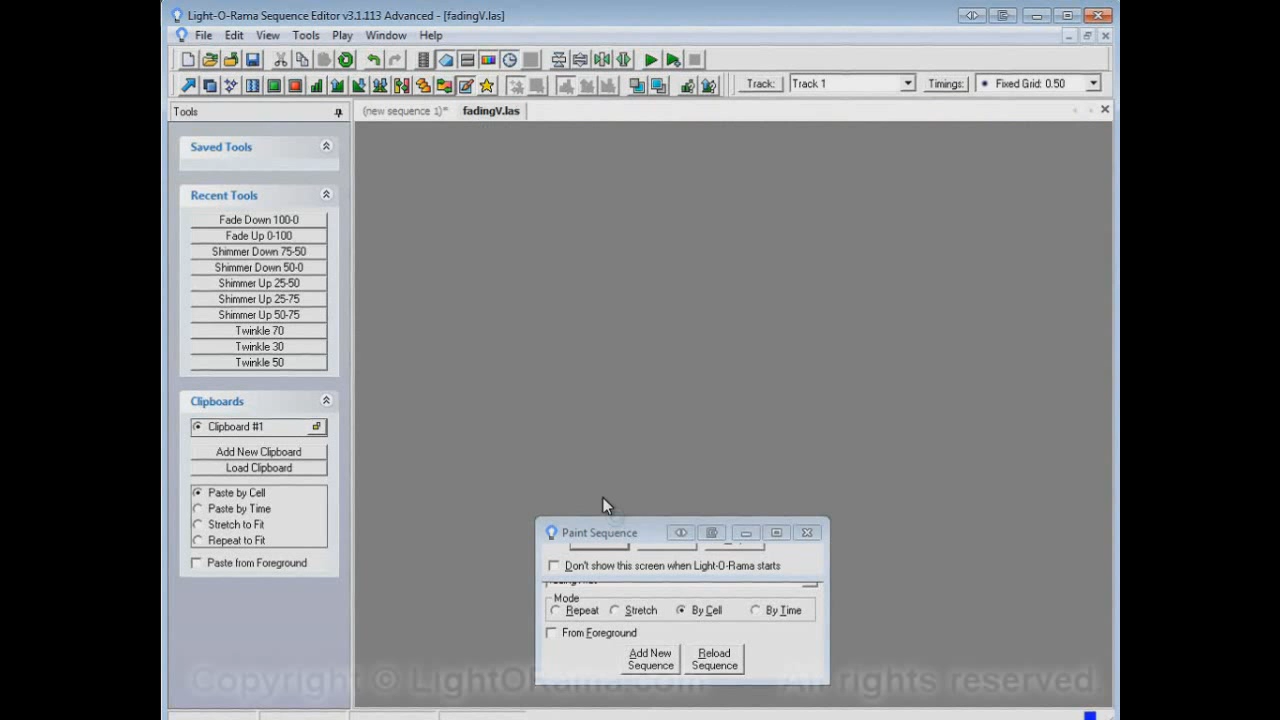 Light-O-Rama Sequence Editor v3.1.113 Advanced - [fadingV.las]
File Edit View Tools Play Window Help
Track: Track 1 Timings: Fixed Grid: 0.50
Tools
(new sequence 1)* fadingV.las
Saved Tools
Recent Tools
Fade Down 100-0
Fade Up 0-100
Shimmer Down 75-50
Shimmer Down 50-0
Shimmer Up 25-50
Shimmer Up 25-75
Shimmer Up 50-75
Twinkle 70
Twinkle 30
Twinkle 50
Clipboards
Clipboard #1
Add New Clipboard
Load Clipboard
Paste by Cell
Paste by Time
Stretch to Fit
Repeat to Fit
Paste from Foreground
Paint Sequence
Don't show this screen when Light-O-Rama starts
Mode
Repeat Stretch By Cell By Time
From Foreground
Add New Sequence
Reload Sequence
Copyright © LightORama.com All rights reserved.